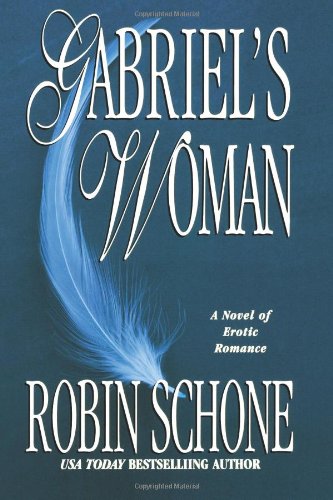 GABRIEL'S
WOMAN
A Novel of
Erotic
Romance
ROBIN SCHONE
USA TODAY BESTSELLIING AUTHOR